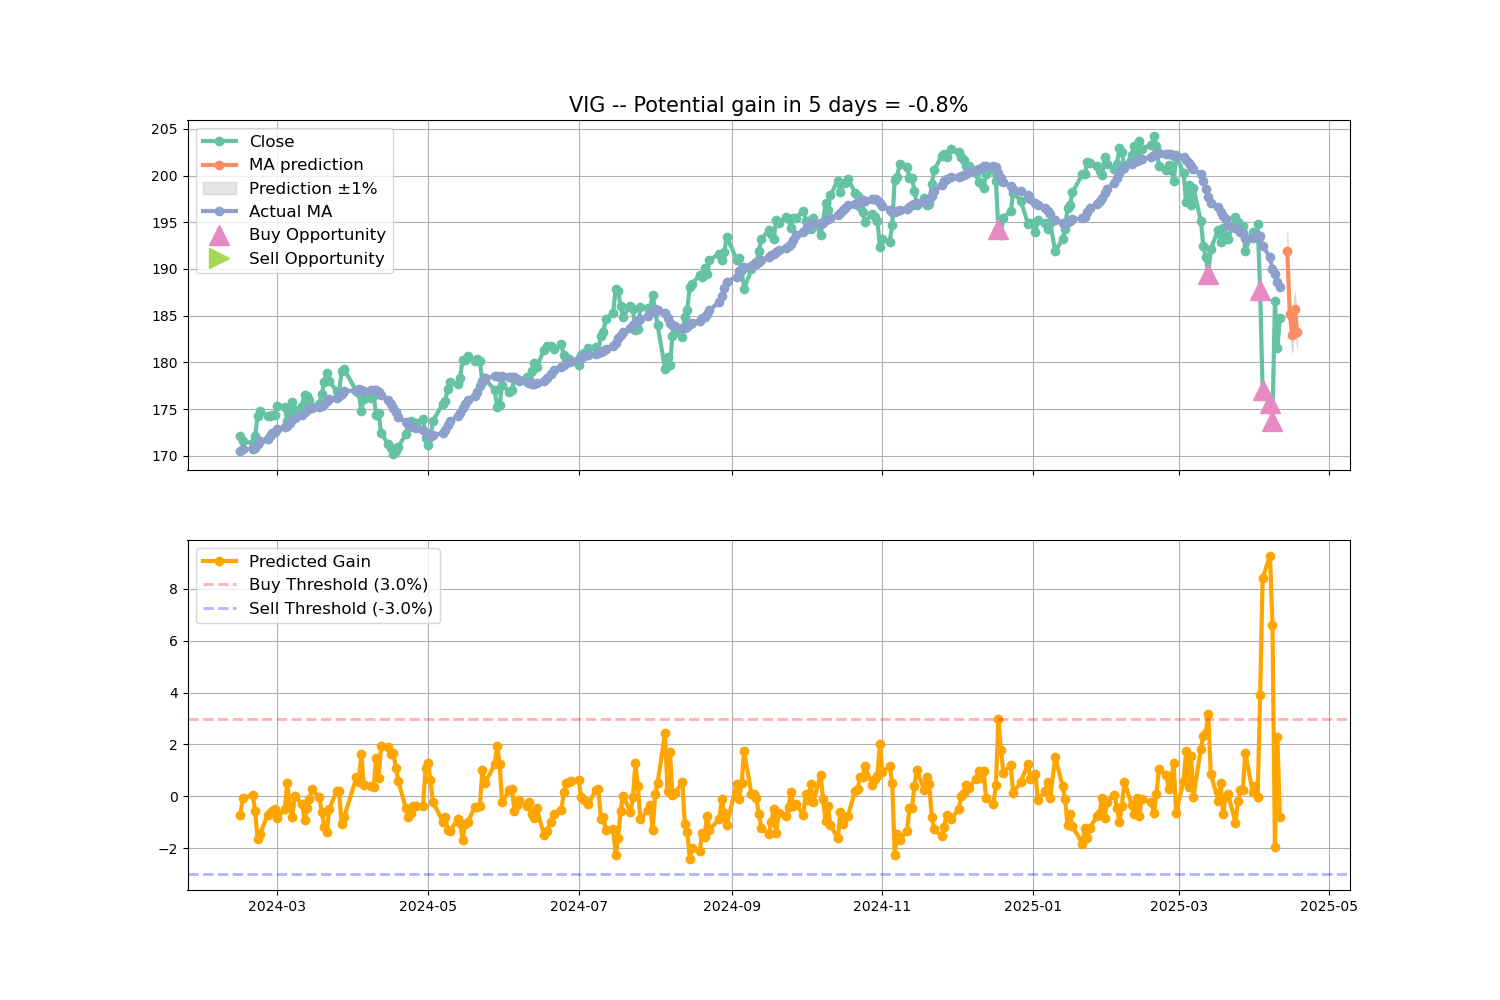 VIG -- Potential gain in 5 days = -0.8%
205
200
195
190
185
180
175
170
Close
MA prediction
Prediction ±1%
Actual MA
Buy Opportunity
Sell Opportunity
8
6
4
2
0
−2
Predicted Gain
Buy Threshold (3.0%)
Sell Threshold (-3.0%)
2024-03
2024-05
2024-07
2024-09
2024-11
2025-01
2025-03
2025-05